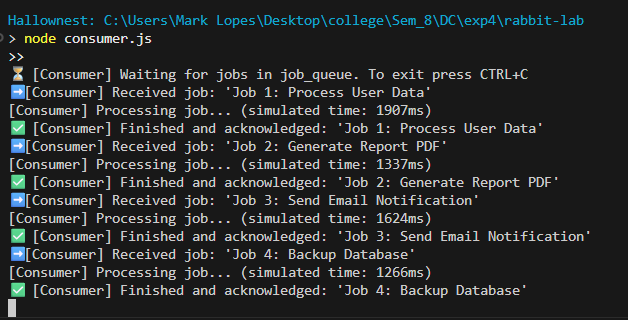 Hallownest: C:\Users\Mark Lopes\Desktop\college\Sem_8\DC\exp4\rabbit-lab
> node consumer.js
>>
⏳ [Consumer] Waiting for jobs in job_queue. To exit press CTRL+C
➡️[Consumer] Received job: 'Job 1: Process User Data'
[Consumer] Processing job... (simulated time: 1907ms)
✅ [Consumer] Finished and acknowledged: 'Job 1: Process User Data'
➡️[Consumer] Received job: 'Job 2: Generate Report PDF'
[Consumer] Processing job... (simulated time: 1337ms)
✅ [Consumer] Finished and acknowledged: 'Job 2: Generate Report PDF'
➡️[Consumer] Received job: 'Job 3: Send Email Notification'
[Consumer] Processing job... (simulated time: 1624ms)
✅ [Consumer] Finished and acknowledged: 'Job 3: Send Email Notification'
➡️[Consumer] Received job: 'Job 4: Backup Database'
[Consumer] Processing job... (simulated time: 1266ms)
✅ [Consumer] Finished and acknowledged: 'Job 4: Backup Database'